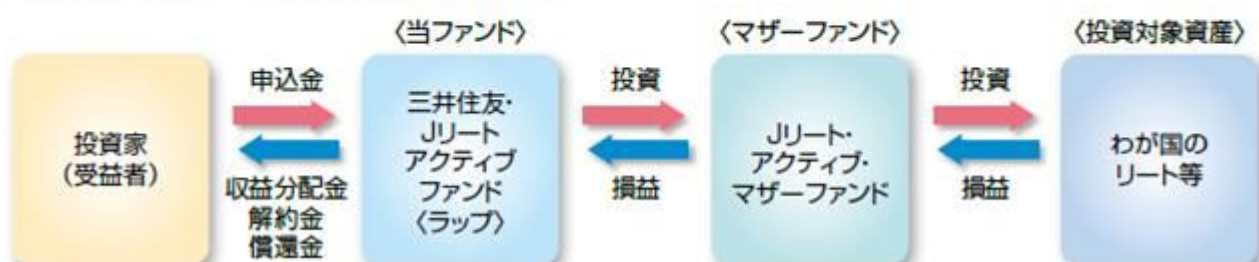 〈当ファンド〉
〈マザーファンド〉
〈投資対象資産〉
投資家
(受益者)
申込金
収益分配金
解約金
償還金
三井住友・
Jリート
アクティブ
ファンド
〈ラップ〉
投資
損益
Jリート・
アクティブ・
マザーファンド
投資
損益
わが国の
リート等